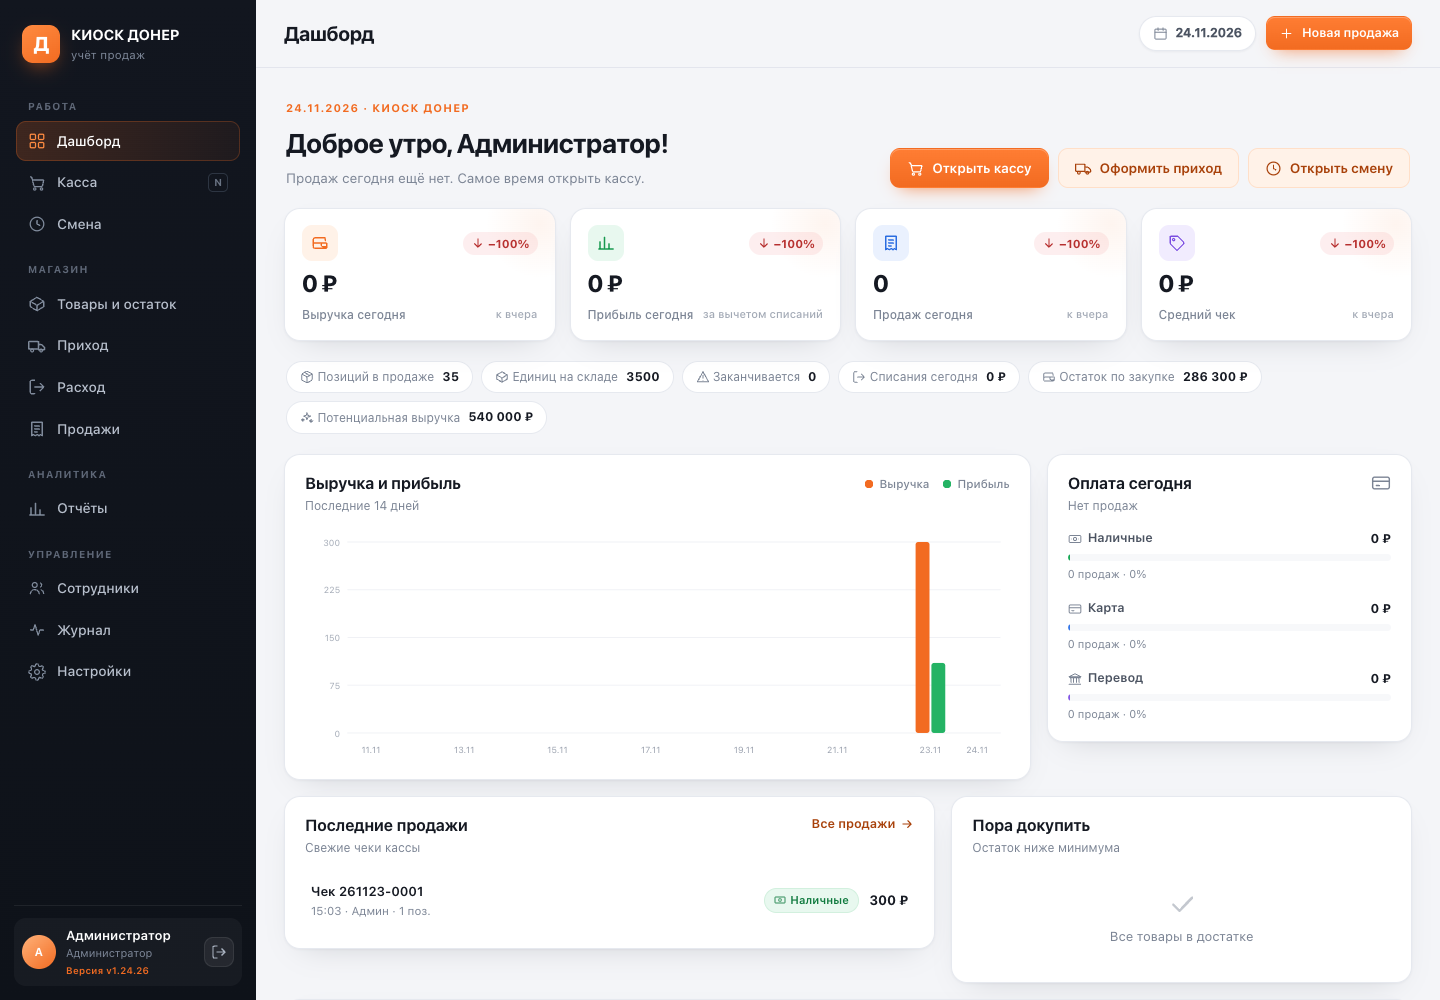 Д
КИОСК ДОНЕР
учёт продаж
РАБОТА
Дашборд
Касса
N
Смена
МАГАЗИН
Товары и остаток
Приход
Расход
Продажи
АНАЛИТИКА
Отчёты
УПРАВЛЕНИЕ
Сотрудники
Журнал
Настройки
А
Администратор
Администратор
Версия v1.24.26
Дашборд
24.11.2026
Новая продажа
24.11.2026 · КИОСК ДОНЕР
Доброе утро, Администратор!
Продаж сегодня ещё нет. Самое время открыть кассу.
Открыть кассу
Оформить приход
Открыть смену
−100%
0 ₽
Выручка сегодня
к вчера
−100%
0 ₽
Прибыль сегодня
за вычетом списаний
−100%
0
Продаж сегодня
к вчера
−100%
0 ₽
Средний чек
к вчера
Позиций в продаже 35
Единиц на складе 3500
Заканчивается 0
Списания сегодня 0 ₽
Остаток по закупке 286 300 ₽
Потенциальная выручка 540 000 ₽
Выручка и прибыль
Последние 14 дней
Выручка
Прибыль
300
225
150
75
0
11.11
13.11
15.11
17.11
19.11
21.11
23.11
24.11
Оплата сегодня
Нет продаж
Наличные
0 ₽
0 продаж · 0%
Карта
0 ₽
0 продаж · 0%
Перевод
0 ₽
0 продаж · 0%
Последние продажи
Свежие чеки кассы
Все продажи
Чек 261123-0001
15:03 · Админ · 1 поз.
Наличные
300 ₽
Пора докупить
Остаток ниже минимума
Все товары в достатке